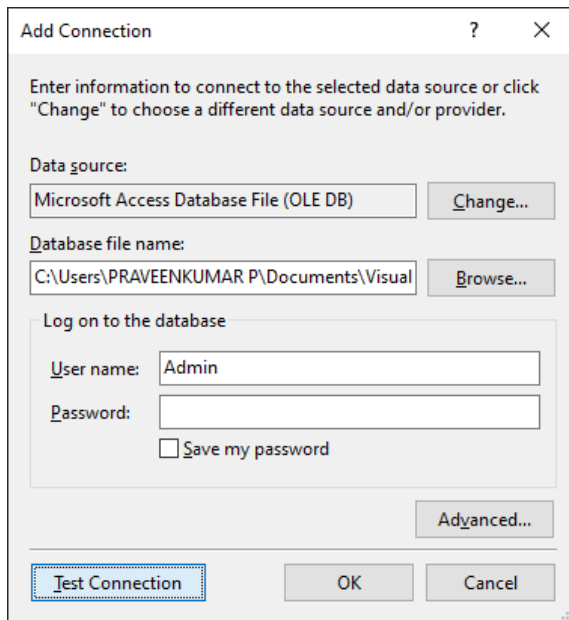 Add Connection
?
Enter information to connect to the selected data source or click
"Change" to choose a different data source and/or provider.
Data source:
Microsoft Access Database File (OLE DB)
Change...
Database file name:
C:\Users\PRAVEENKUMAR P\Documents\Visual
Browse...
Log on to the database
User name:
Admin
Password:
Save my password
Advanced...
Test Connection
OK
Cancel